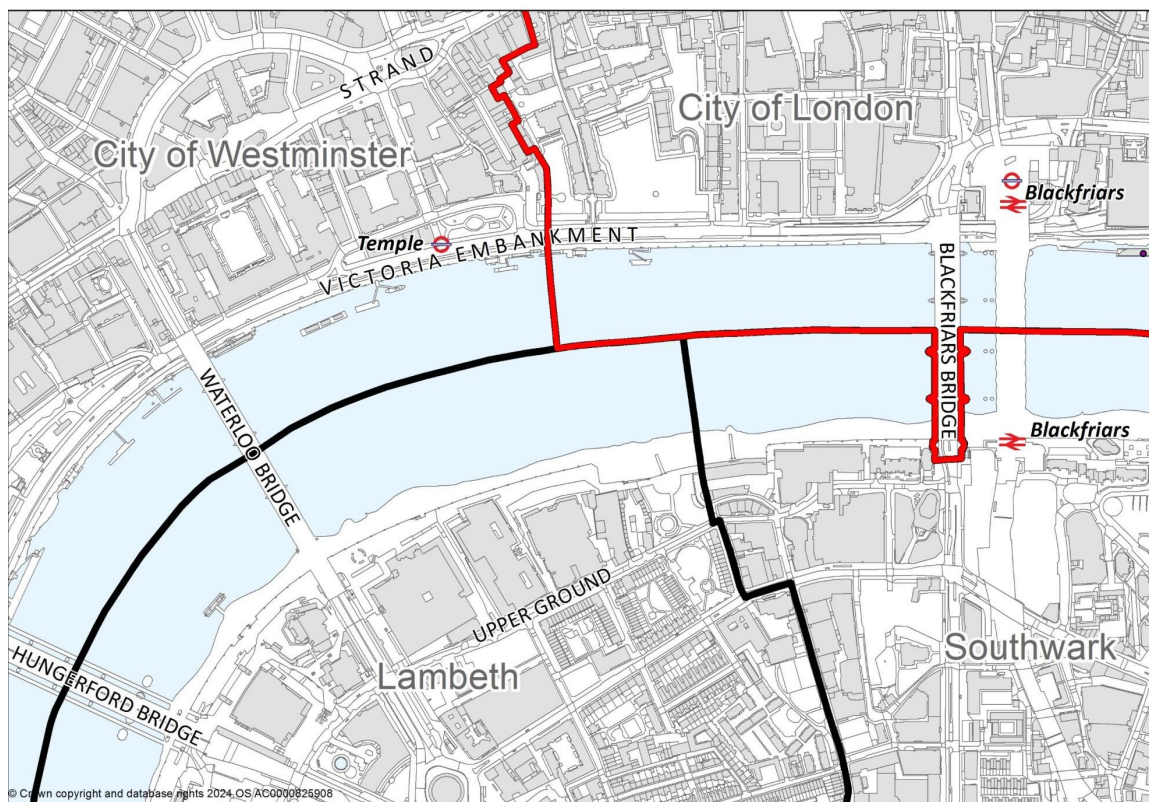 STRAND
City of London
City of Westminster
Blackfriars
Temple
VICTORIA EMBANKMENT
BLACKFRIARS BRIDGE
WATERLOO BRIDGE
Blackfriars
UPPER GROUND
Southwark
Lambeth
HUNGERFORD BRIDGE
© Crown copyright and database rights 2024 OS AC0000825908